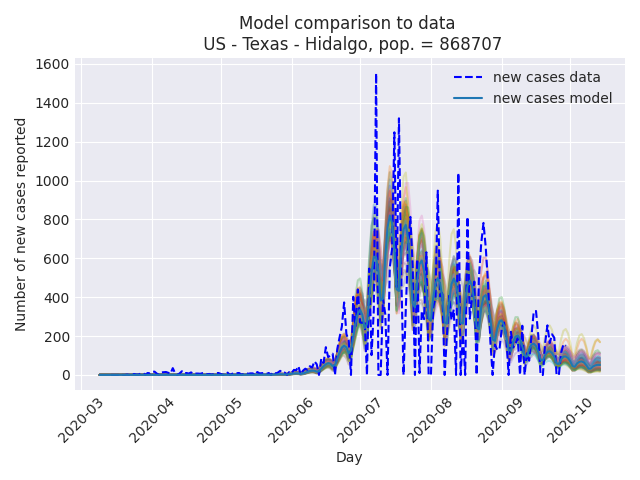 Model comparison to data
US - Texas - Hidalgo, pop. = 868707
Number of new cases reported
1600
1400
1200
1000
800
600
400
200
0
new cases data
new cases model
2020-03
2020-04
2020-05
2020-06
2020-07
2020-08
2020-09
2020-10
Day